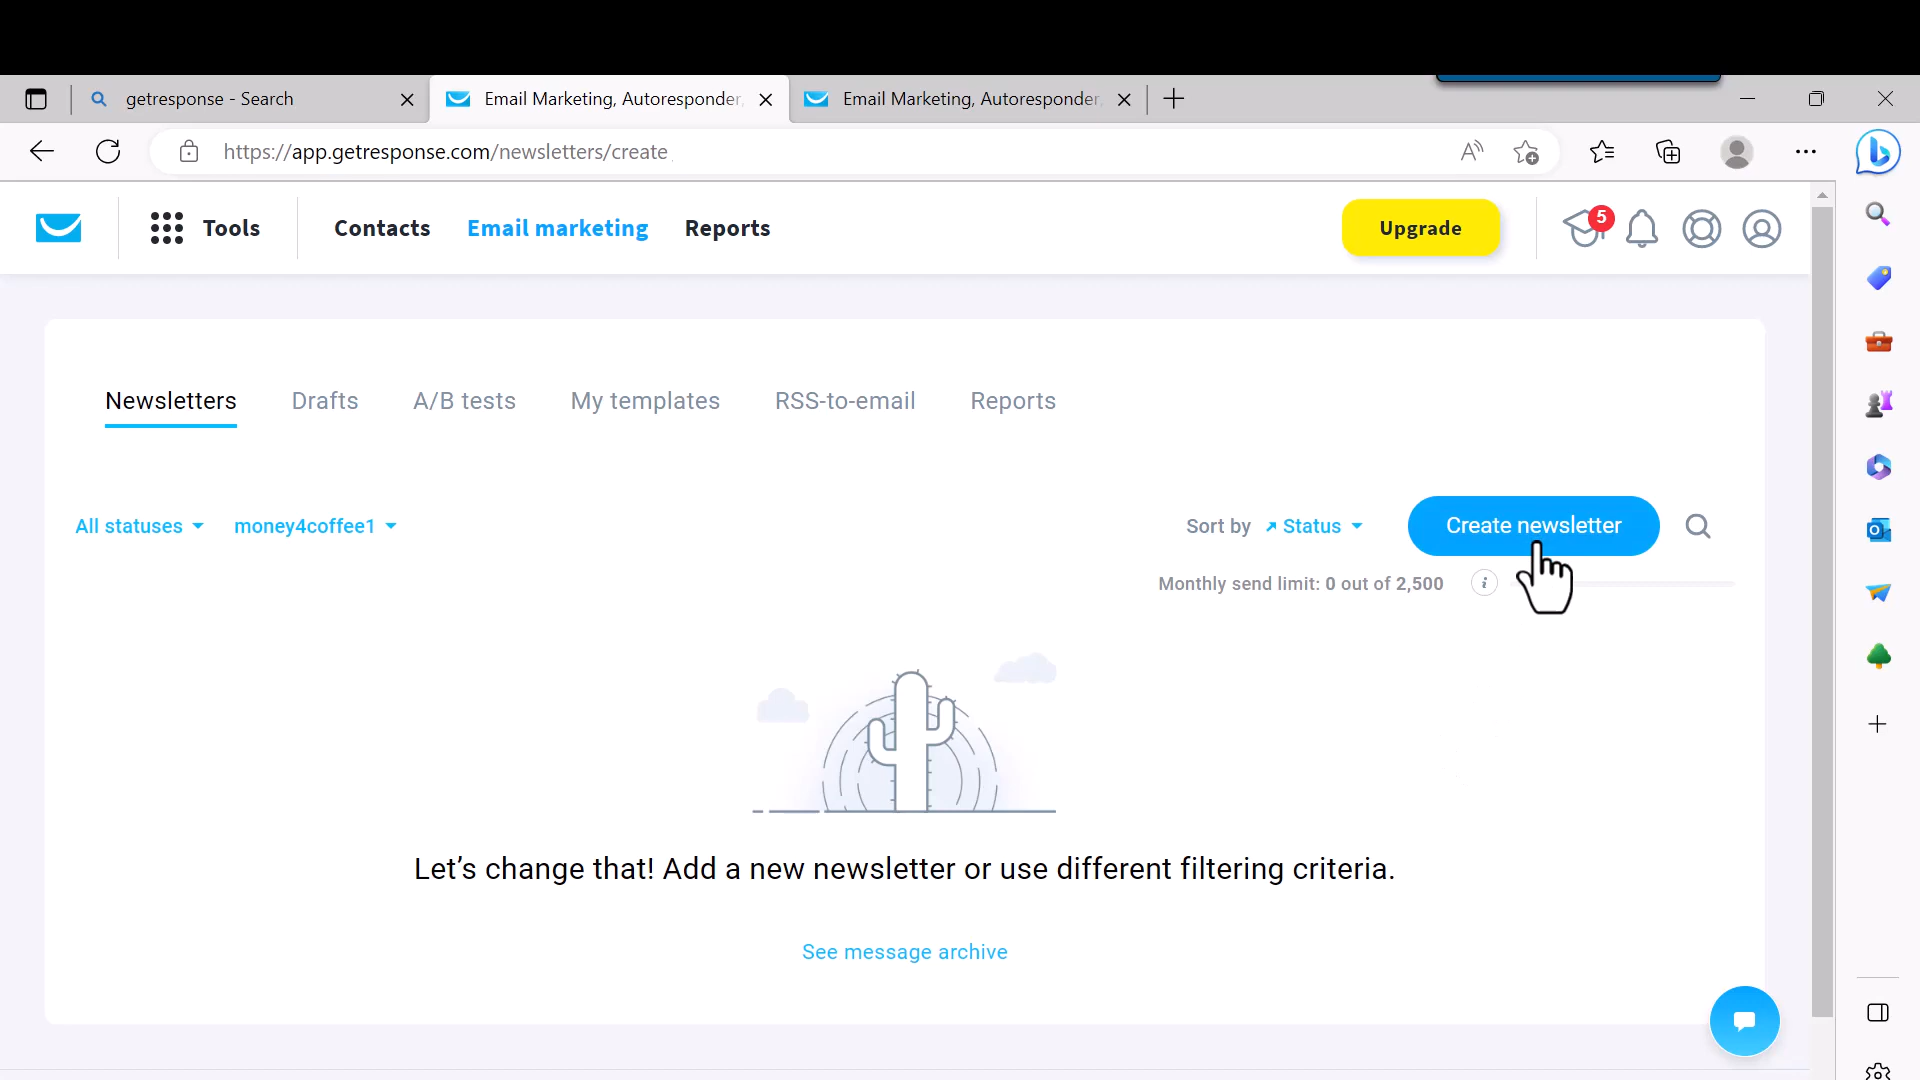 getresponse - Search
Email Marketing, Autoresponder,
Email Marketing, Autoresponder,
https://app.getresponse.com/newsletters/create
Tools
Contacts
Email marketing
Reports
Upgrade
5
Newsletters
Drafts
A/B tests
My templates
RSS-to-email
Reports
All statuses
money4coffee1
Sort by
Status
Create newsletter
Monthly send limit: 0 out of 2,500
Let's change that! Add a new newsletter or use different filtering criteria.
See message archive